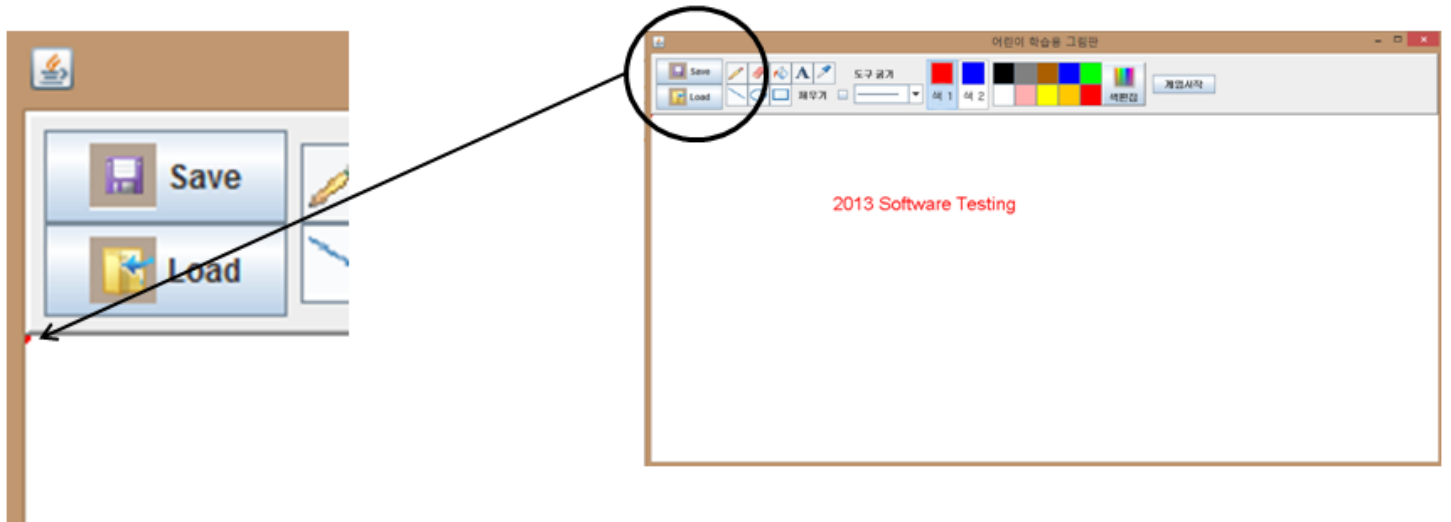 Save
Load
어린이 학습용 그림판
Save
A
도구 굵기
Load
채우기
색 1
색 2
색편집
게임시작
2013 Software Testing